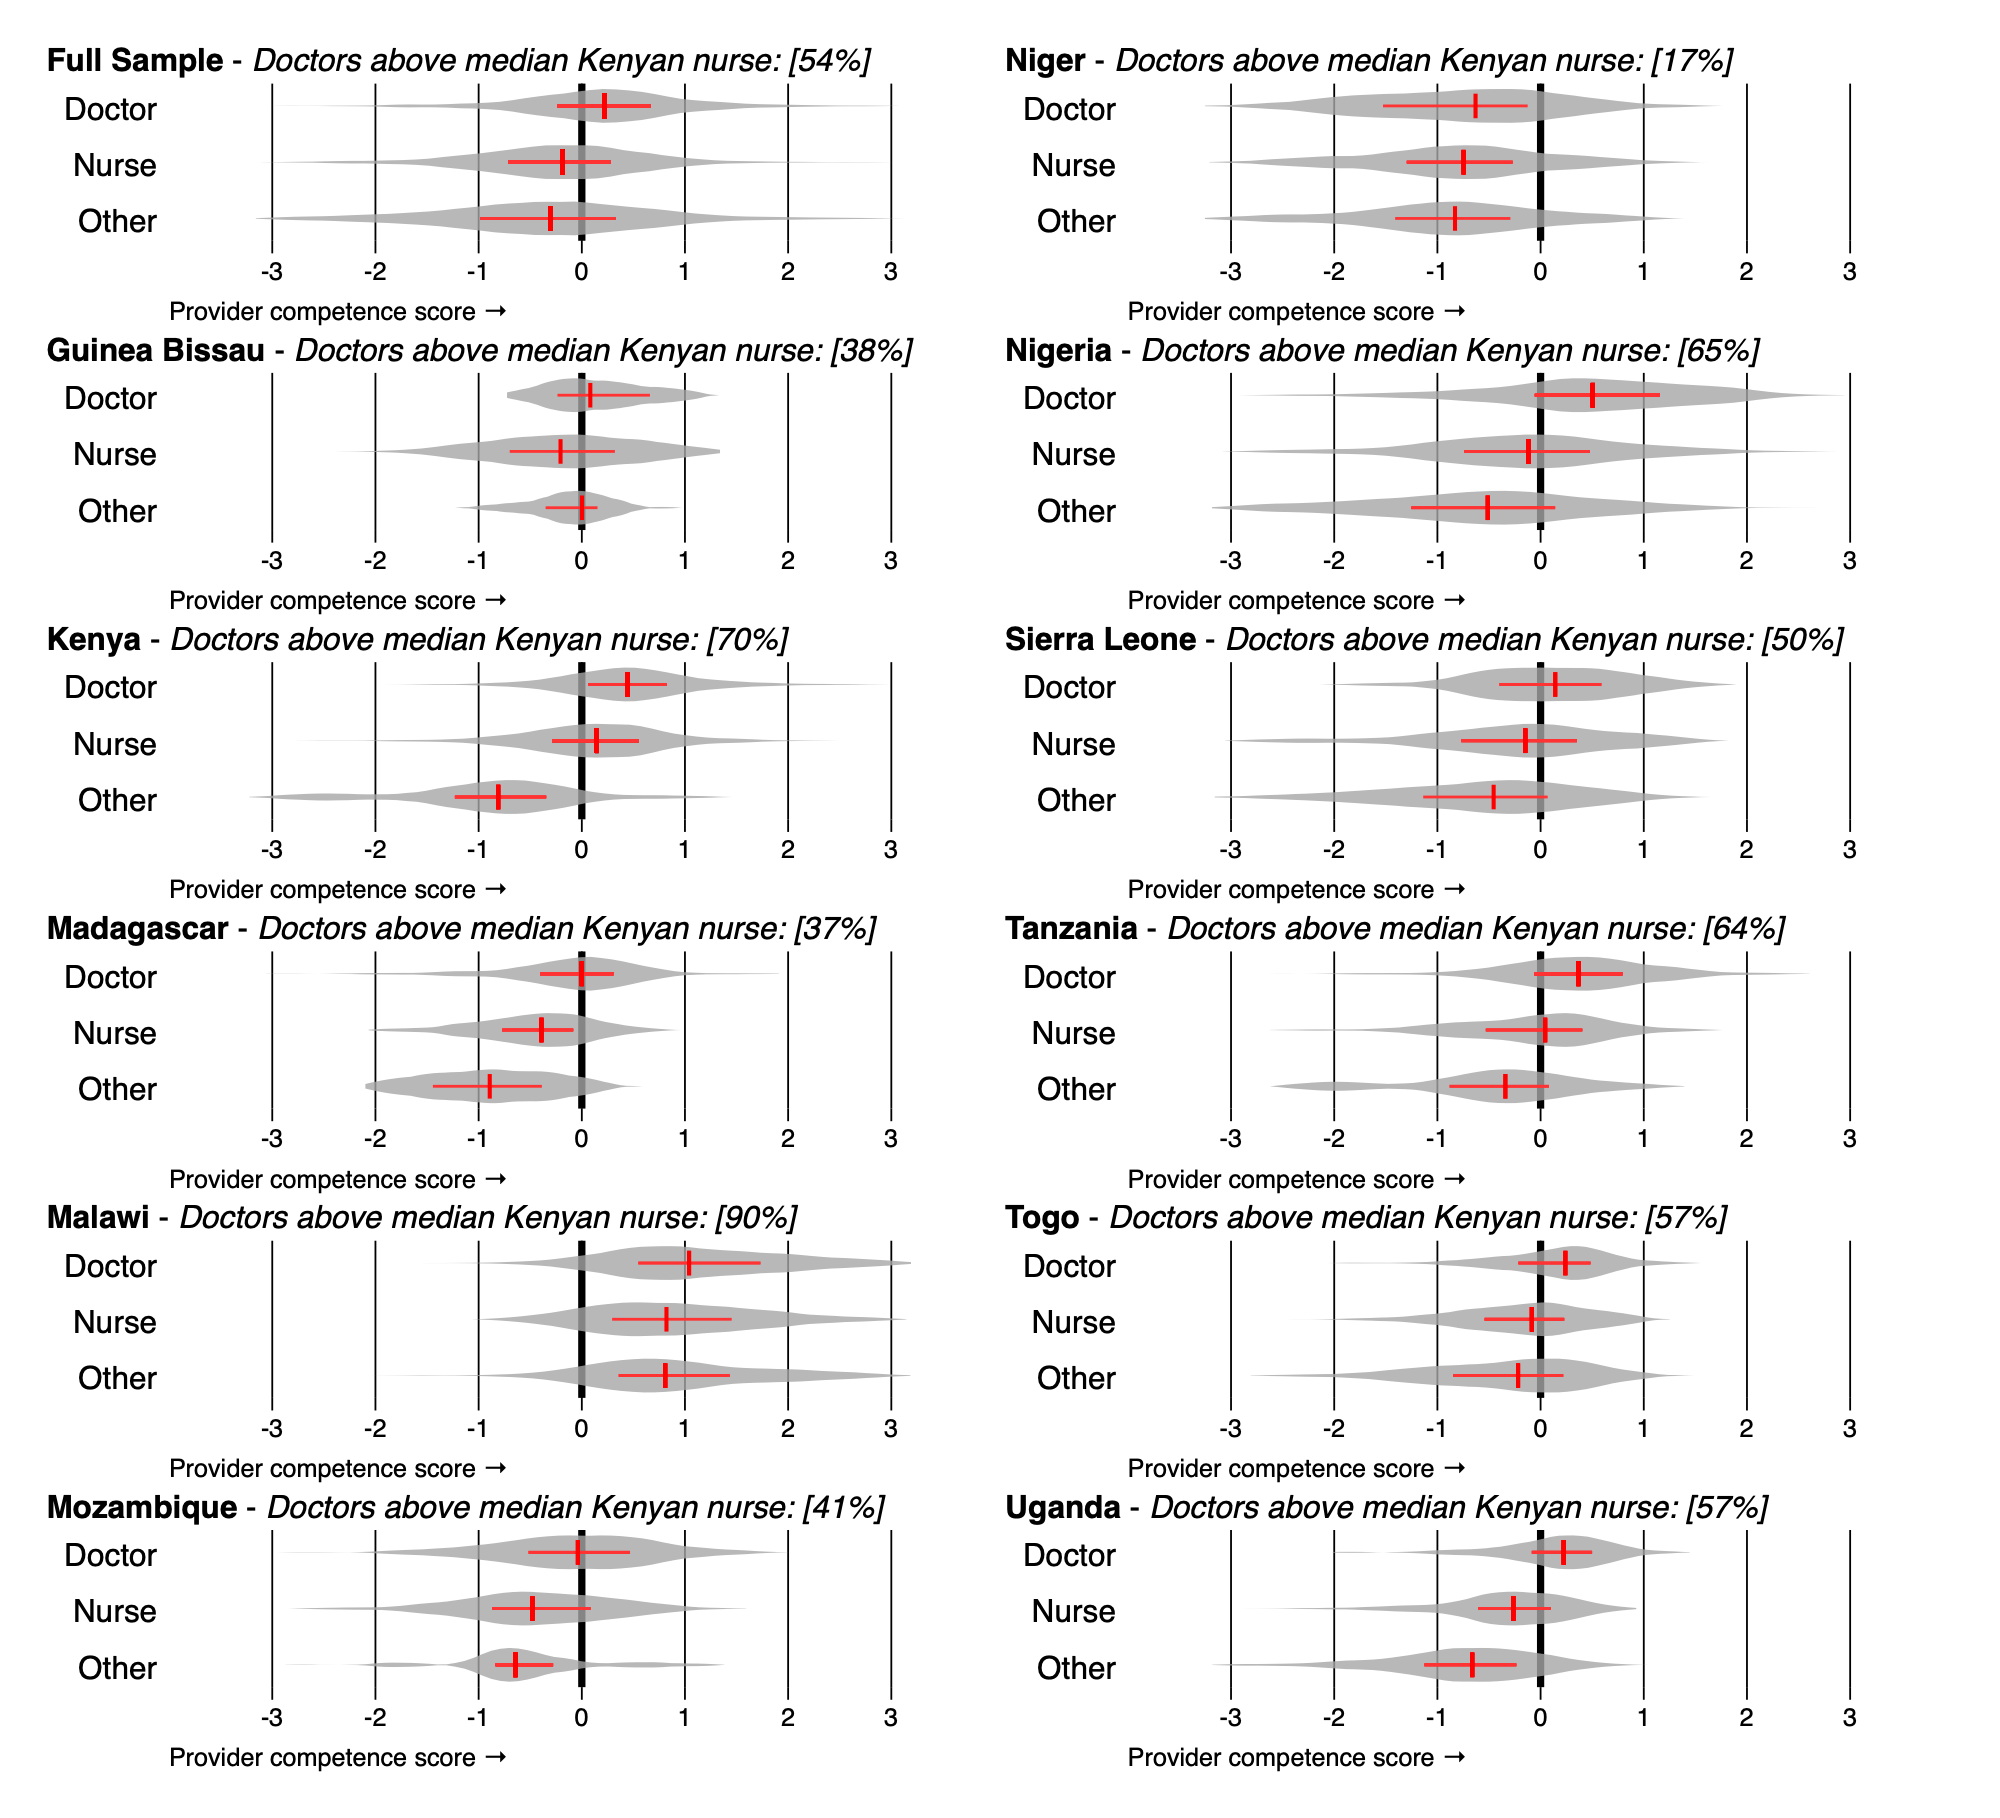 Full Sample - Doctors above median Kenyan nurse: [54%]
Doctor
Nurse
Other
-3 -2 -1 0 1 2 3
Provider competence score →
Niger - Doctors above median Kenyan nurse: [17%]
Doctor
Nurse
Other
-3 -2 -1 0 1 2 3
Provider competence score →
Guinea Bissau - Doctors above median Kenyan nurse: [38%]
Doctor
Nurse
Other
-3 -2 -1 0 1 2 3
Provider competence score →
Nigeria - Doctors above median Kenyan nurse: [65%]
Doctor
Nurse
Other
-3 -2 -1 0 1 2 3
Provider competence score →
Kenya - Doctors above median Kenyan nurse: [70%]
Doctor
Nurse
Other
-3 -2 -1 0 1 2 3
Provider competence score →
Sierra Leone - Doctors above median Kenyan nurse: [50%]
Doctor
Nurse
Other
-3 -2 -1 0 1 2 3
Provider competence score →
Madagascar - Doctors above median Kenyan nurse: [37%]
Doctor
Nurse
Other
-3 -2 -1 0 1 2 3
Provider competence score →
Tanzania - Doctors above median Kenyan nurse: [64%]
Doctor
Nurse
Other
-3 -2 -1 0 1 2 3
Provider competence score →
Malawi - Doctors above median Kenyan nurse: [90%]
Doctor
Nurse
Other
-3 -2 -1 0 1 2 3
Provider competence score →
Togo - Doctors above median Kenyan nurse: [57%]
Doctor
Nurse
Other
-3 -2 -1 0 1 2 3
Provider competence score →
Mozambique - Doctors above median Kenyan nurse: [41%]
Doctor
Nurse
Other
-3 -2 -1 0 1 2 3
Provider competence score →
Uganda - Doctors above median Kenyan nurse: [57%]
Doctor
Nurse
Other
-3 -2 -1 0 1 2 3
Provider competence score →